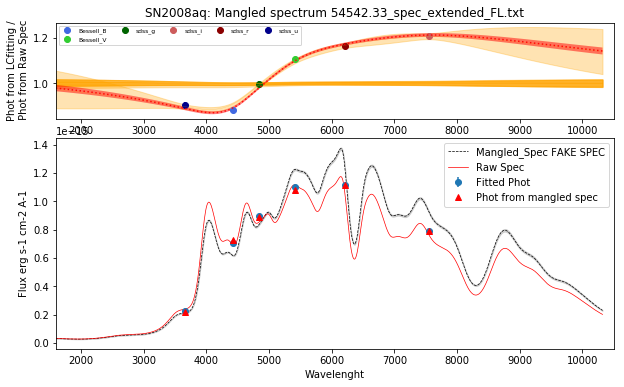 SN2008aq: Mangled spectrum 54542.33_spec_extended_FL.txt
Phot from LCfitting /
Phot from Raw Spec
Bessell_B sdss_g sdss_i sdss_r sdss_u
Bessell_V
1.2
1.0
2000 3000 4000 5000 6000 7000 8000 9000 10000
1e−15
Flux erg s-1 cm-2 A-1
1.4
1.2
1.0
0.8
0.6
0.4
0.2
0.0
Mangled_Spec FAKE SPEC
Raw Spec
Fitted Phot
Phot from mangled spec
2000 3000 4000 5000 6000 7000 8000 9000 10000
Wavelenght